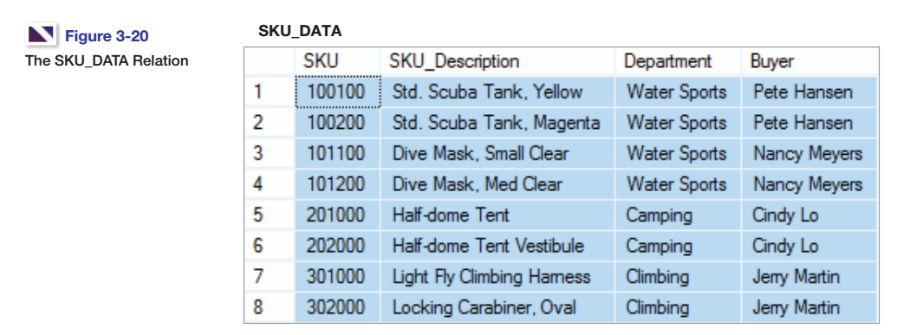 Figure 3-20
The SKU_DATA Relation
SKU_DATA
SKU SKU_Description Department Buyer
1 100100 Std. Scuba Tank, Yellow Water Sports Pete Hansen
2 100200 Std. Scuba Tank, Magenta Water Sports Pete Hansen
3 101100 Dive Mask, Small Clear Water Sports Nancy Meyers
4 101200 Dive Mask, Med Clear Water Sports Nancy Meyers
5 201000 Half-dome Tent Camping Cindy Lo
6 202000 Half-dome Tent Vestibule Camping Cindy Lo
7 301000 Light Fly Climbing Harness Climbing Jerry Martin
8 302000 Locking Carabiner, Oval Climbing Jerry Martin